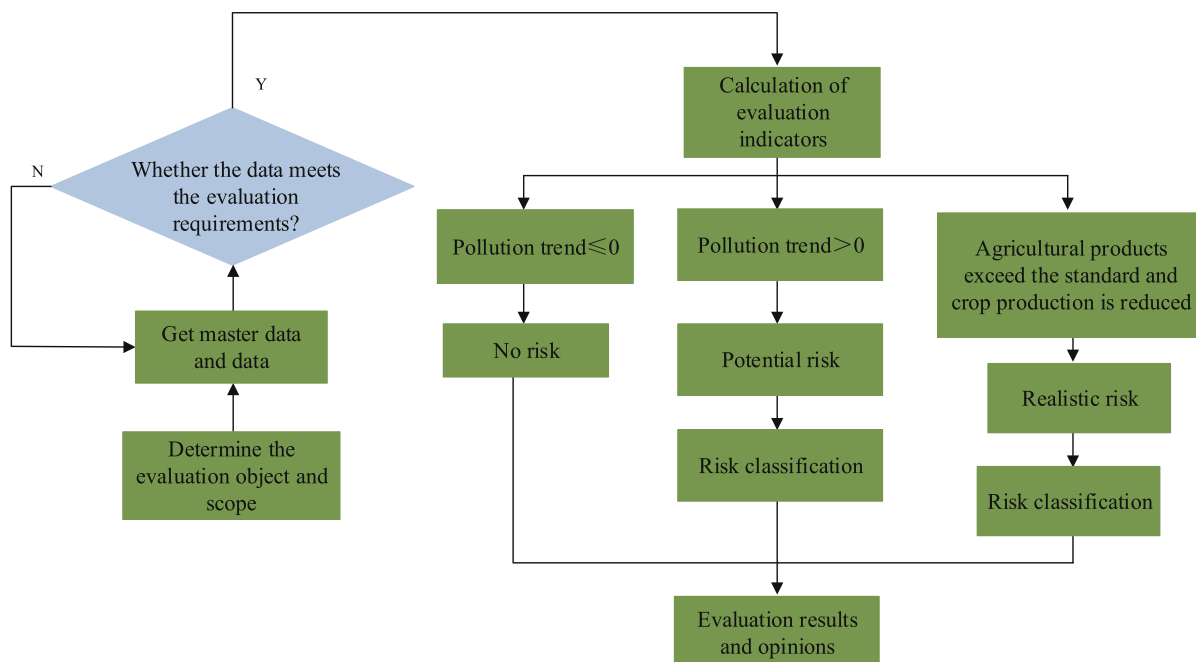 Y
N
Whether the data meets
the evaluation
requirements?
Get master data
and data
Determine the
evaluation object and
scope
Calculation of
evaluation
indicators
Pollution trend≤0
No risk
Pollution trend>0
Potential risk
Risk classification
Agricultural products
exceed the standard and
crop production is reduced
Realistic risk
Risk classification
Evaluation results
and opinions